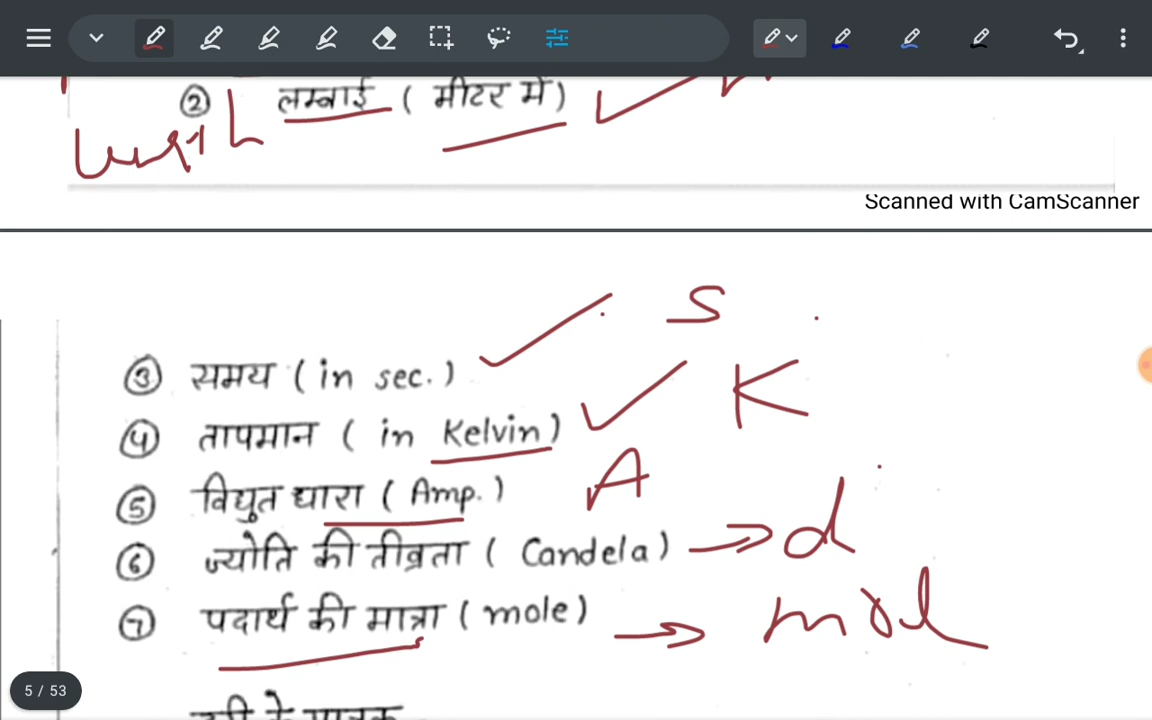 ② लम्बाई ( मीटर में )
Scanned with CamScanner
S
③ समय ( in sec. )
K
④ तापमान ( in Kelvin )
⑤ विद्युत धारा ( Amp. ) A
⑥ ज्योति की तीव्रता ( Candela ) → d
⑦ पदार्थ की मात्रा ( mole ) → mol
5 / 53